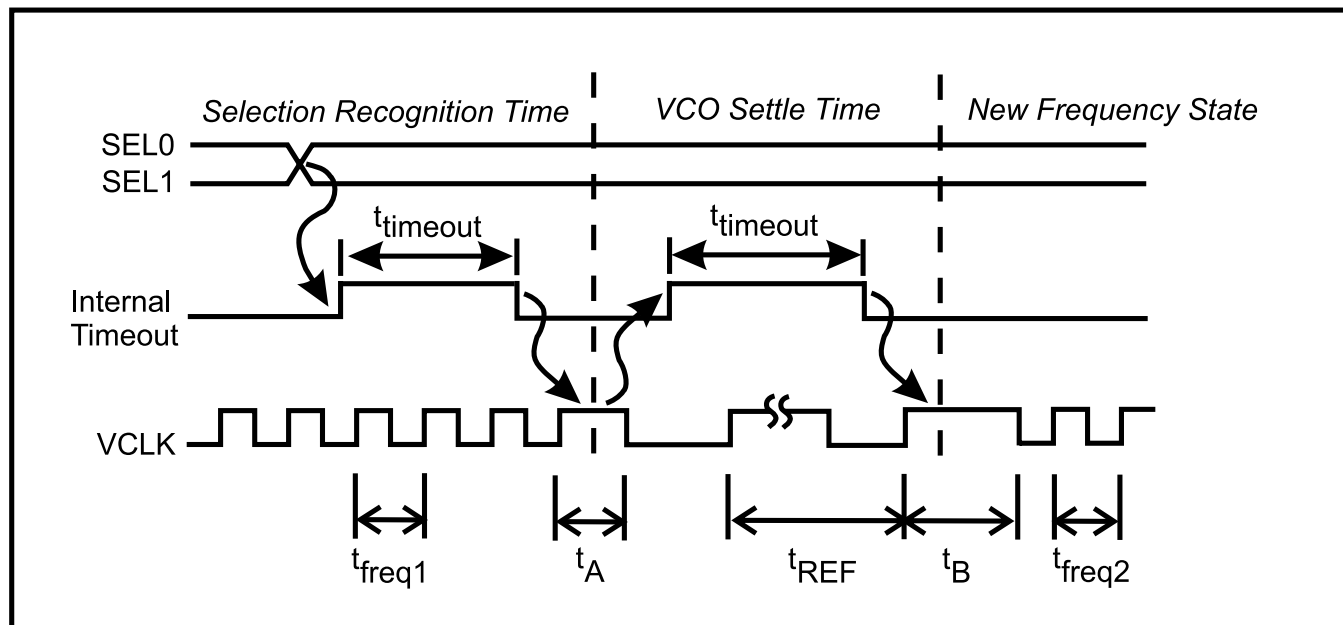 Selection Recognition Time
VCO Settle Time
New Frequency State
SEL0
SEL1
ttimeout
ttimeout
Internal
Timeout
VCLK
tfreq1
tA
tREF
tB
tfreq2